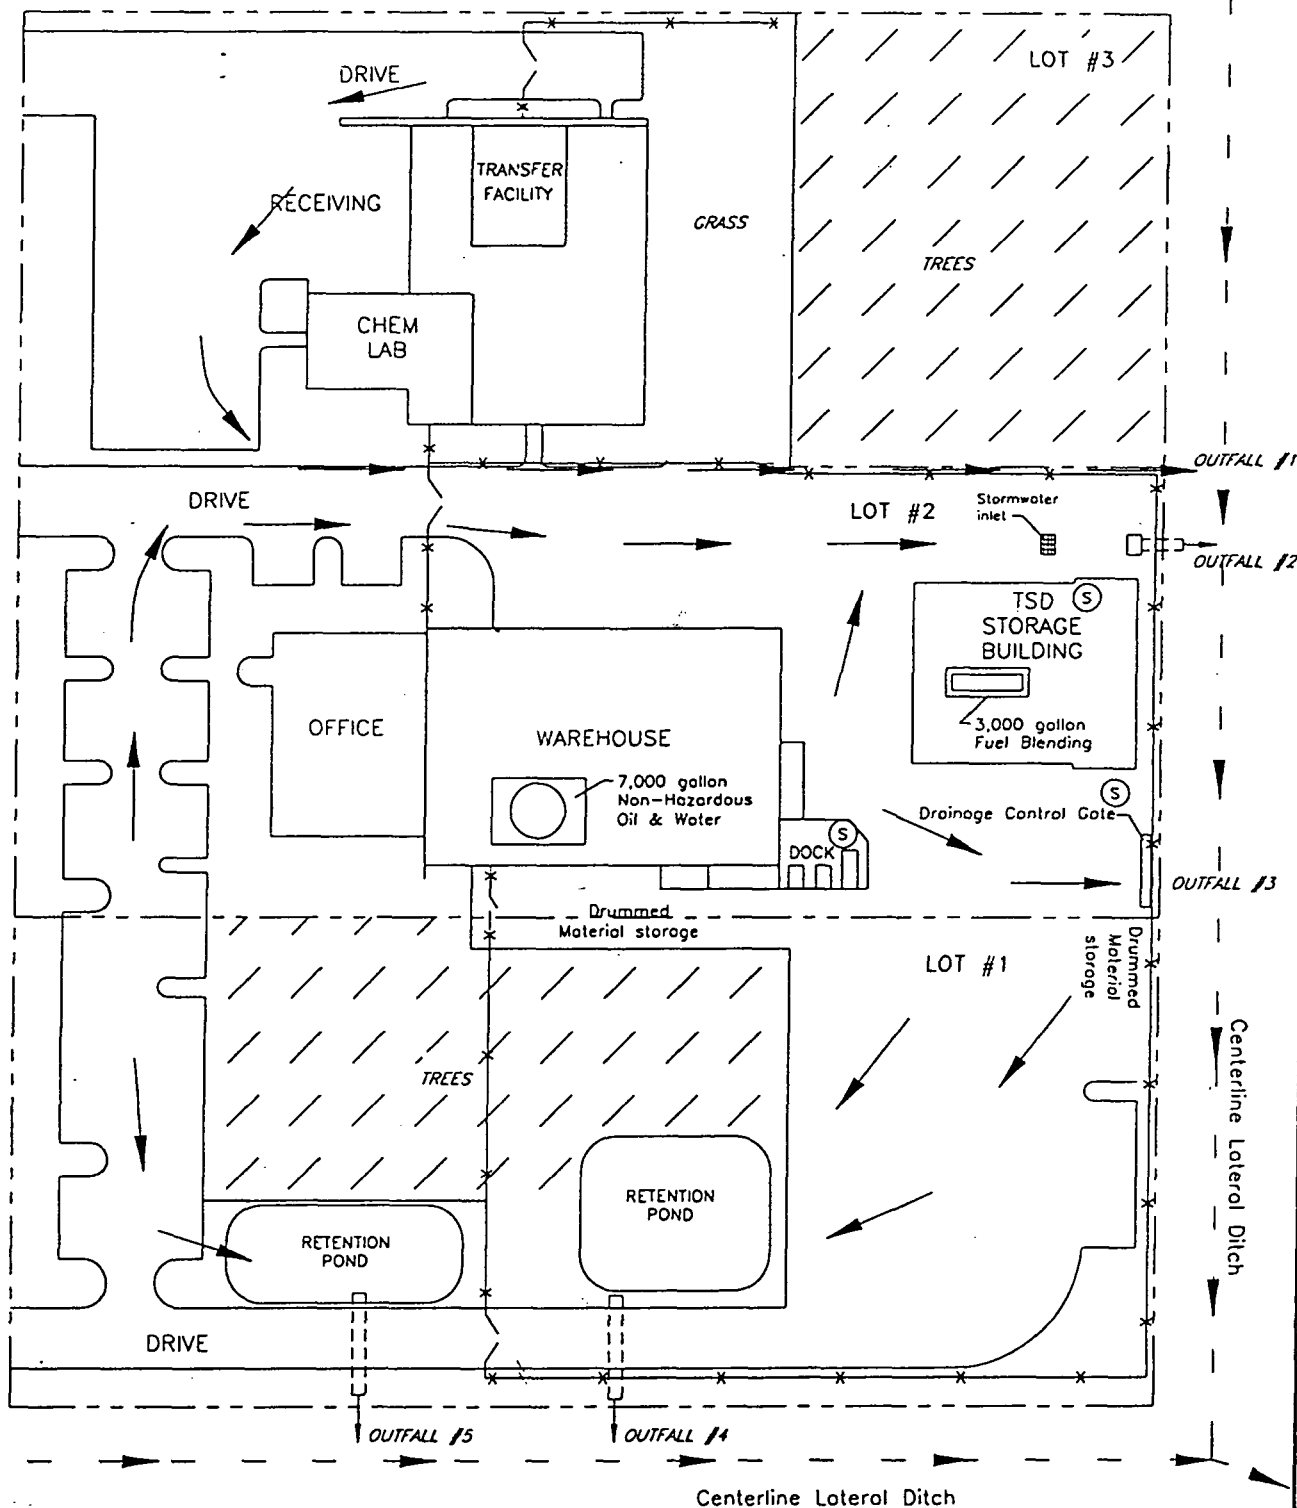 LOT #3
DRIVE
TRANSFER
FACILITY
RECEIVING
GRASS
TREES
CHEM
LAB
OUTFALL #1
DRIVE
LOT #2
Stormwater
inlet
OUTFALL #2
TSD
STORAGE
BUILDING
S
3,000 gallon
Fuel Blending
OFFICE
WAREHOUSE
7,000 gallon
Non-Hazardous
Oil & Water
S
Drainage Control Gate
S
DOCK
OUTFALL #3
Drummed
Material storage
LOT #1
Drummed
Material
storage
TREES
Centerline Lateral Ditch
RETENTION
POND
RETENTION
POND
DRIVE
OUTFALL #5
OUTFALL #4
Centerline Lateral Ditch